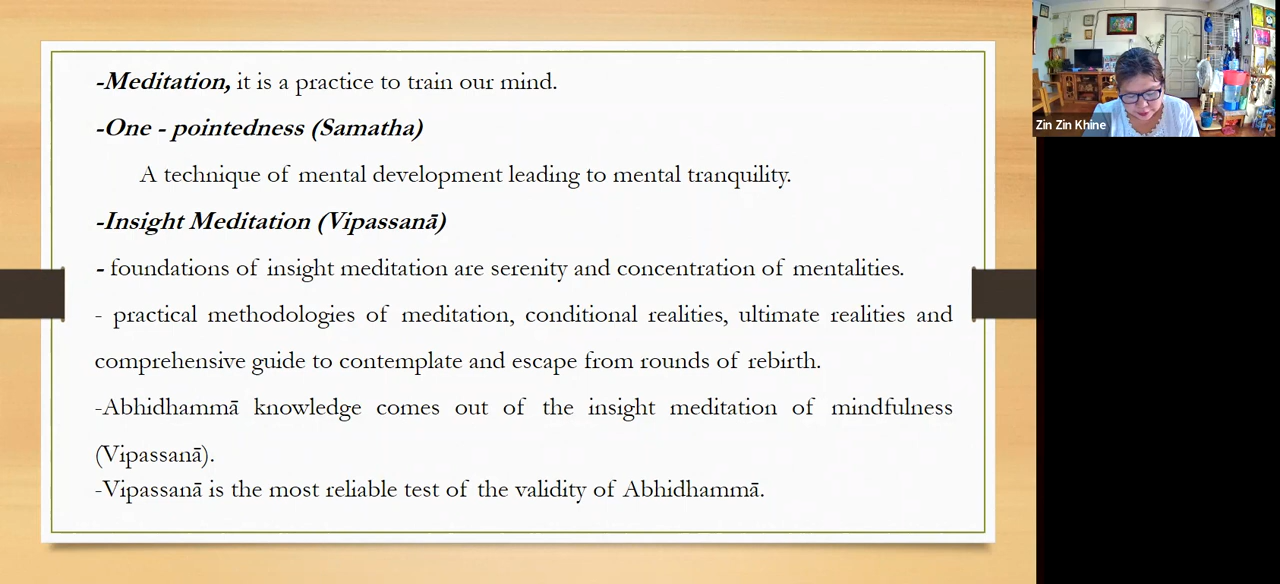 -Meditation, it is a practice to train our mind.
-One - pointedness (Samatha)
A technique of mental development leading to mental tranquility.
-Insight Meditation (Vipassanā)
- foundations of insight meditation are serenity and concentration of mentalities.
- practical methodologies of meditation, conditional realities, ultimate realities and
comprehensive guide to contemplate and escape from rounds of rebirth.
-Abhidhammā knowledge comes out of the insight meditation of mindfulness
(Vipassanā).
-Vipassanā is the most reliable test of the validity of Abhidhammā.
Zin Zin Khine